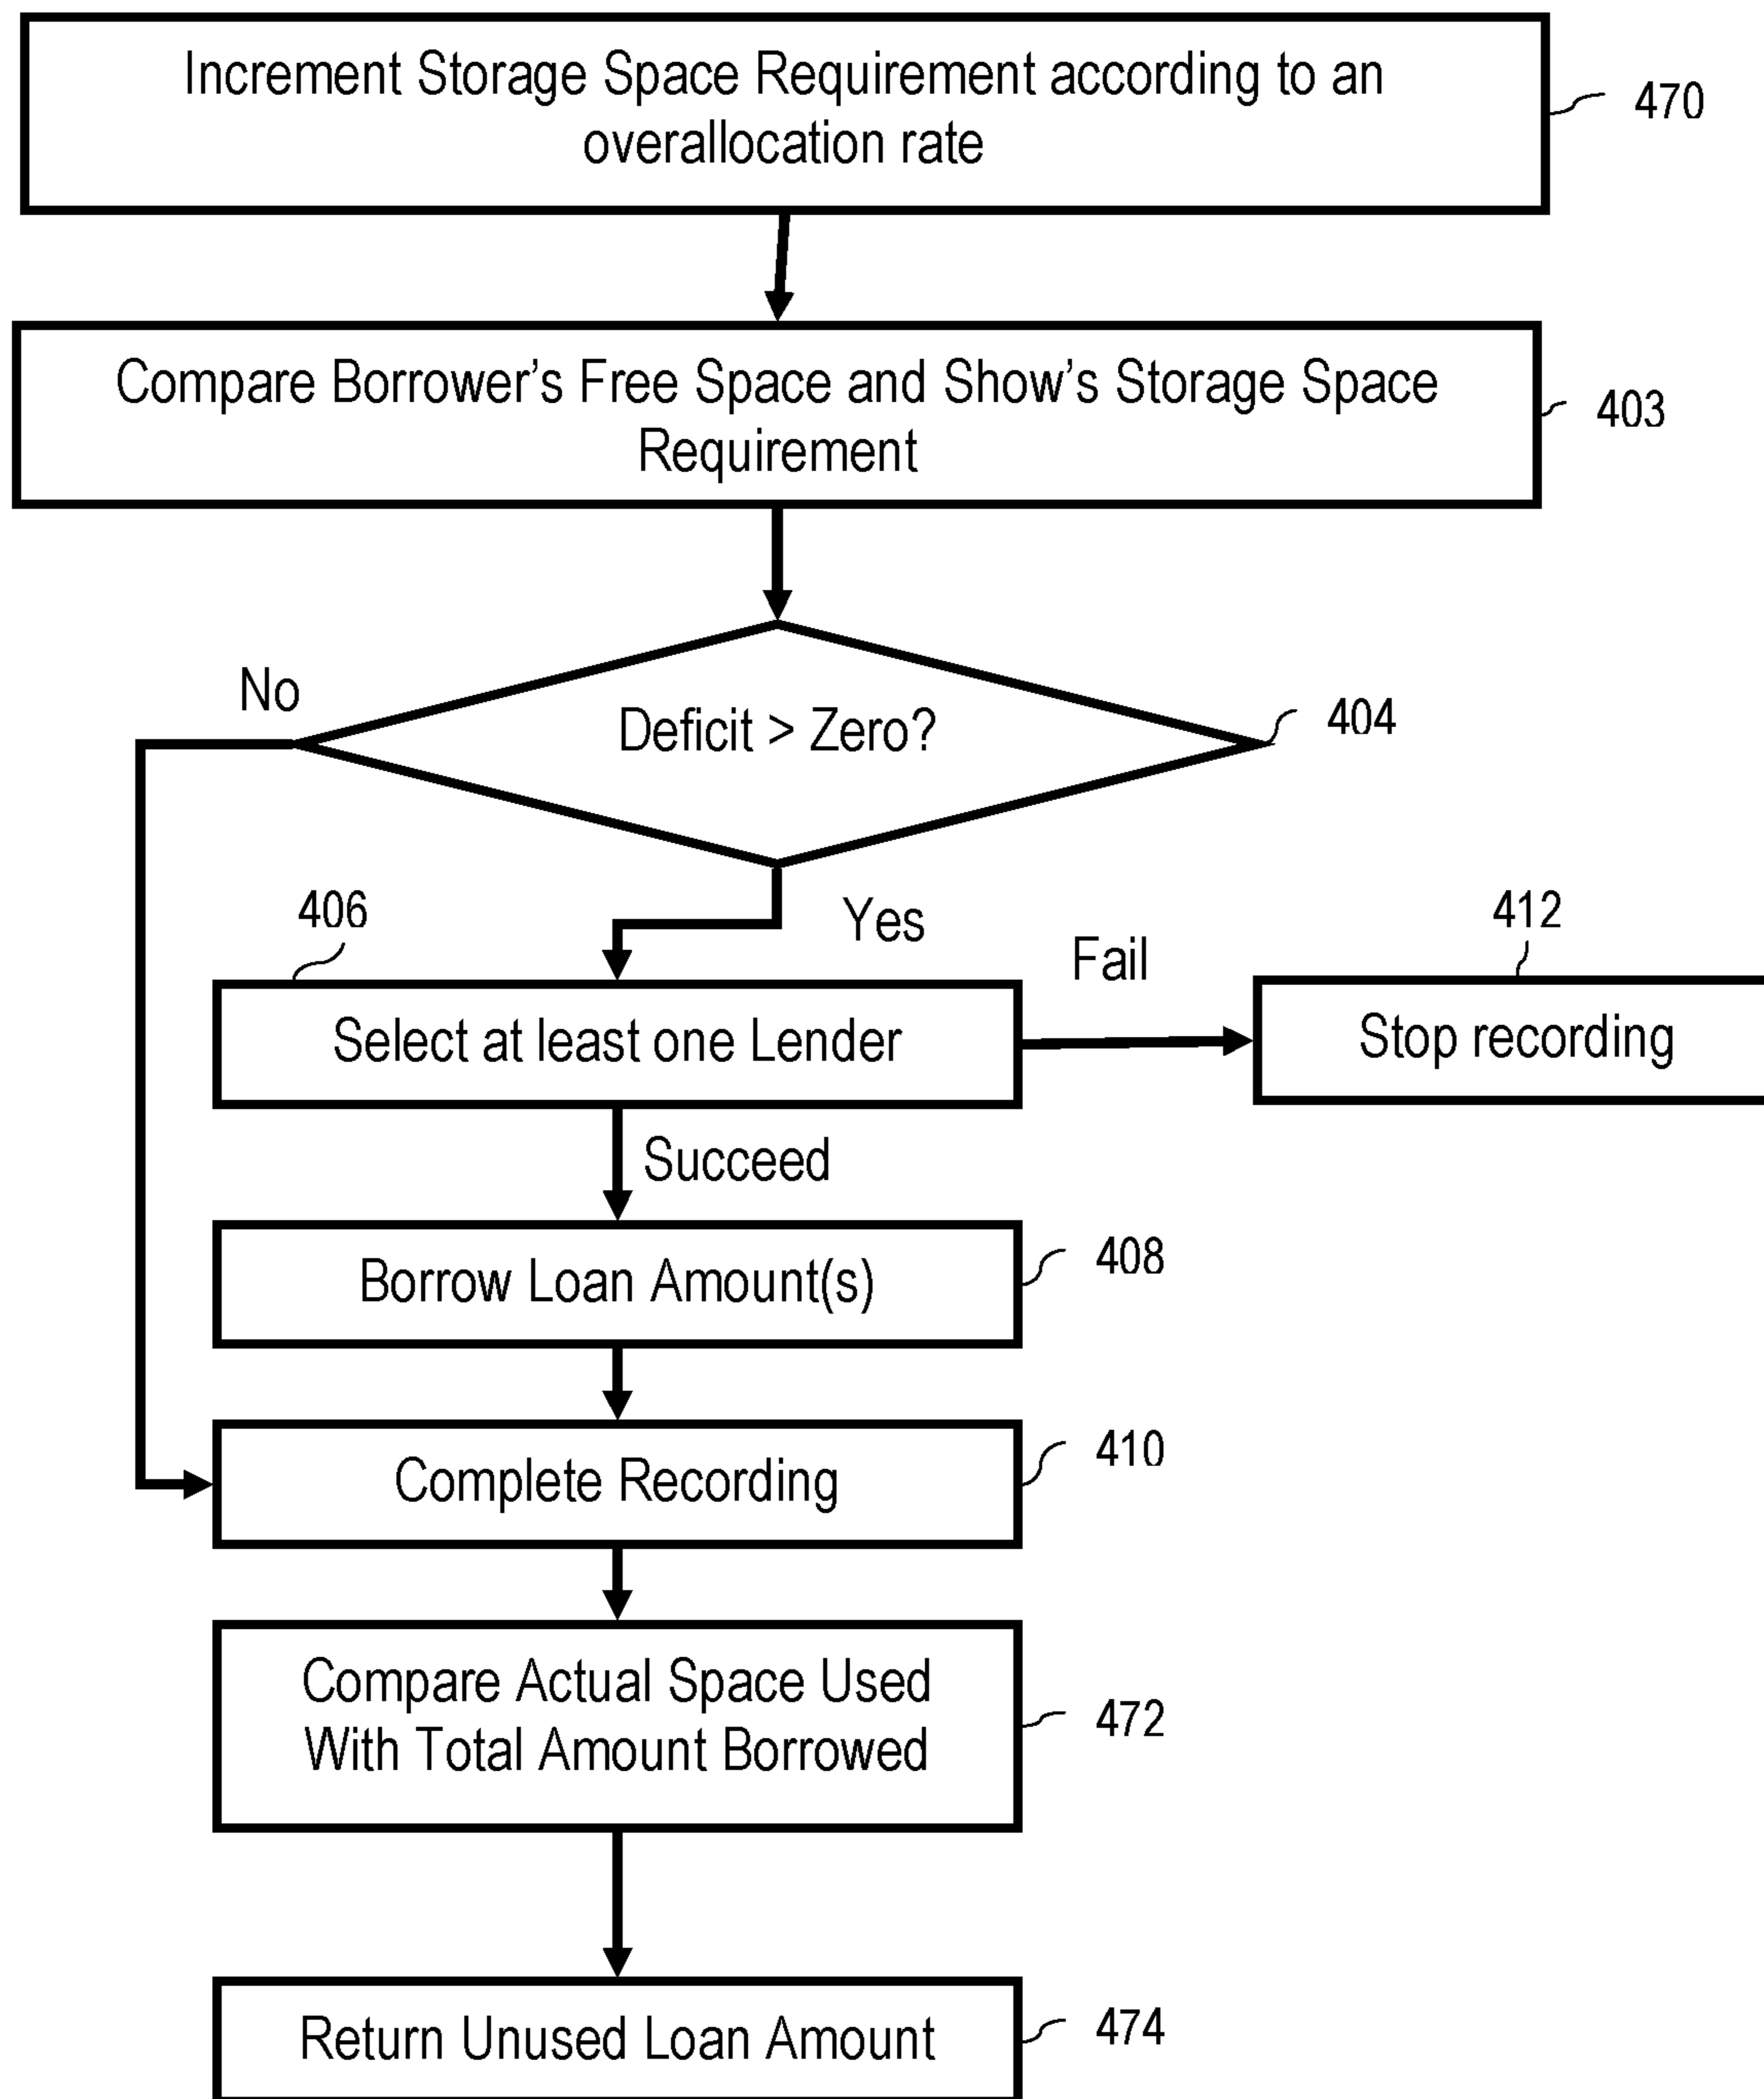 Increment Storage Space Requirement according to an
overallocation rate
470
Compare Borrower’s Free Space and Show’s Storage Space
Requirement
403
No
Deficit > Zero?
404
406
Yes
Fail
412
Select at least one Lender
Stop recording
Succeed
Borrow Loan Amount(s)
408
Complete Recording
410
Compare Actual Space Used
With Total Amount Borrowed
472
Return Unused Loan Amount
474